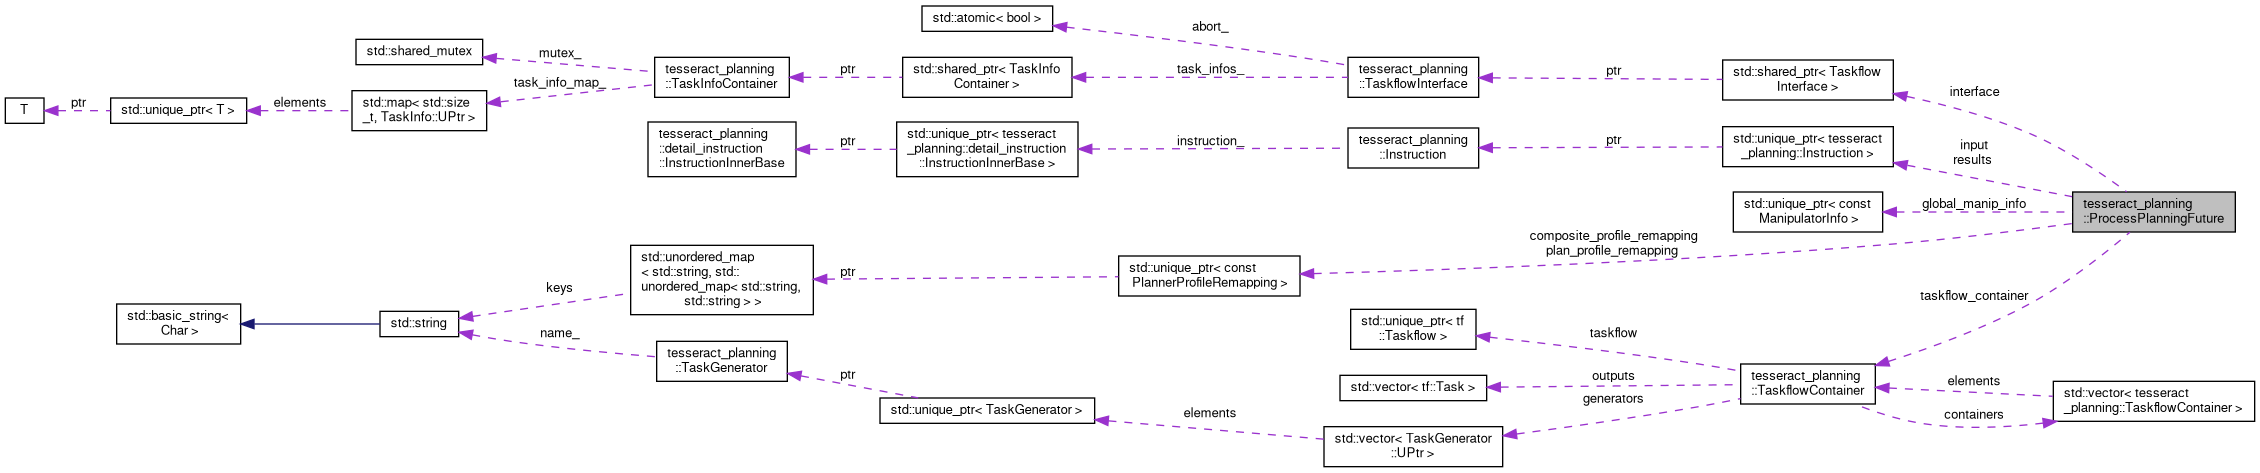 std::atomic< bool >
abort_
std::shared_mutex
mutex_
tesseract_planning
::TaskInfoContainer
ptr
std::shared_ptr< TaskInfo
Container >
task_infos_
tesseract_planning
::TaskflowInterface
ptr
std::shared_ptr< Taskflow
Interface >
interface
T
ptr
std::unique_ptr< T >
elements
std::map< std::size
_t, TaskInfo::UPtr >
task_info_map_
tesseract_planning
::detail_instruction
::InstructionInnerBase
ptr
std::unique_ptr< tesseract
_planning::detail_instruction
::InstructionInnerBase >
instruction_
tesseract_planning
::Instruction
ptr
std::unique_ptr< tesseract
_planning::Instruction >
input
results
std::unique_ptr< const
ManipulatorInfo >
global_manip_info
tesseract_planning
::ProcessPlanningFuture
std::unordered_map
< std::string, std::
unordered_map< std::string,
std::string > >
ptr
std::unique_ptr< const
PlannerProfileRemapping >
composite_profile_remapping
plan_profile_remapping
keys
std::basic_string<
Char >
std::string
name_
tesseract_planning
::TaskGenerator
ptr
std::unique_ptr< TaskGenerator >
elements
std::vector< TaskGenerator
::UPtr >
generators
std::unique_ptr< tf
::Taskflow >
taskflow
std::vector< tf::Task >
outputs
taskflow_container
tesseract_planning
::TaskflowContainer
elements
containers
std::vector< tesseract
_planning::TaskflowContainer >